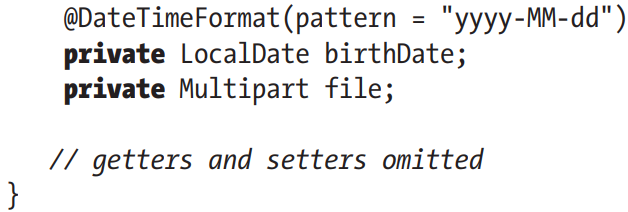 @DateTimeFormat(pattern = "yyyy-MM-dd")
private LocalDate birthDate;
private Multipart file;
// getters and setters omitted
}